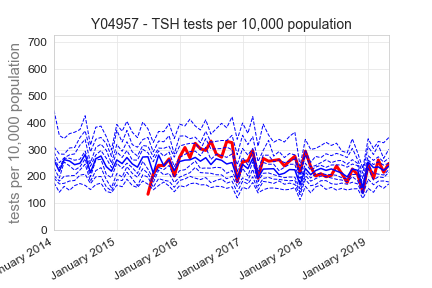 Y04957 - TSH tests per 10,000 population
tests per 10,000 population
700
600
500
400
300
200
100
0
nuary 2014
January 2015
January 2016
January 2017
January 2018
January 2019